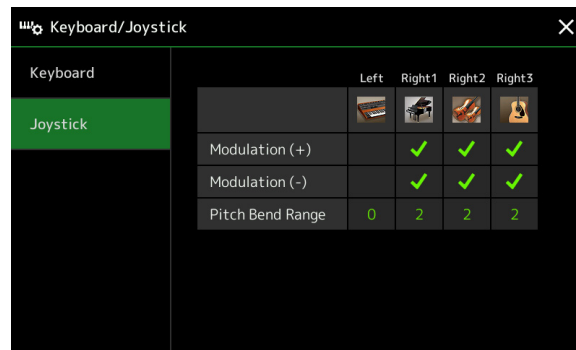 Keyboard/Joystick
Keyboard
Joystick
Left Right1 Right2 Right3
Modulation (+)
Modulation (-)
Pitch Bend Range 0 2 2 2